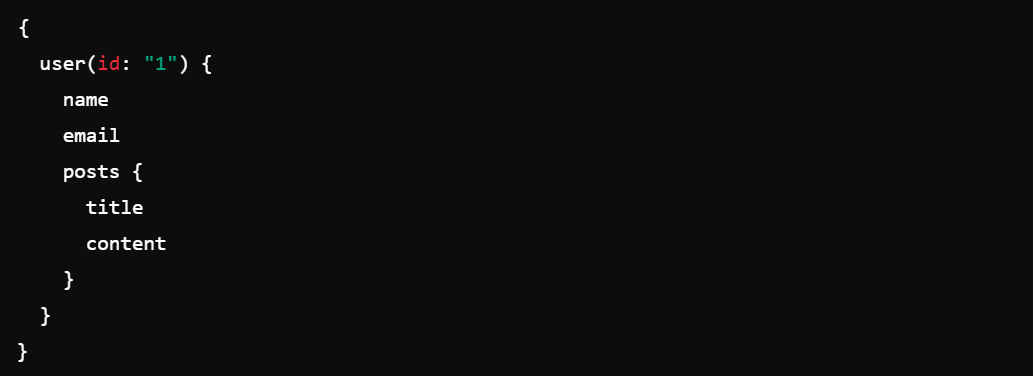 {
  user(id: "1") {
    name
    email
    posts {
      title
      content
    }
  }
}